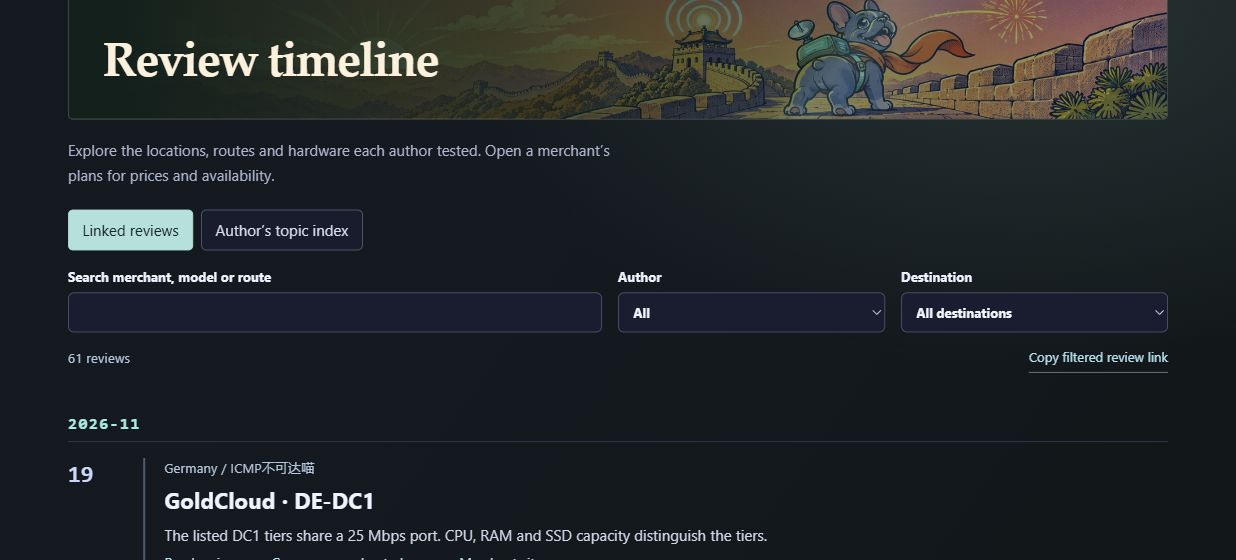 Review timeline
Explore the locations, routes and hardware each author tested. Open a merchant’s
plans for prices and availability.
Linked reviews
Author’s topic index
Search merchant, model or route
Author
Destination
All
All destinations
61 reviews
Copy filtered review link
2026-11
19
Germany / ICMP不可达喵
GoldCloud · DE-DC1
The listed DC1 tiers share a 25 Mbps port. CPU, RAM and SSD capacity distinguish the tiers.